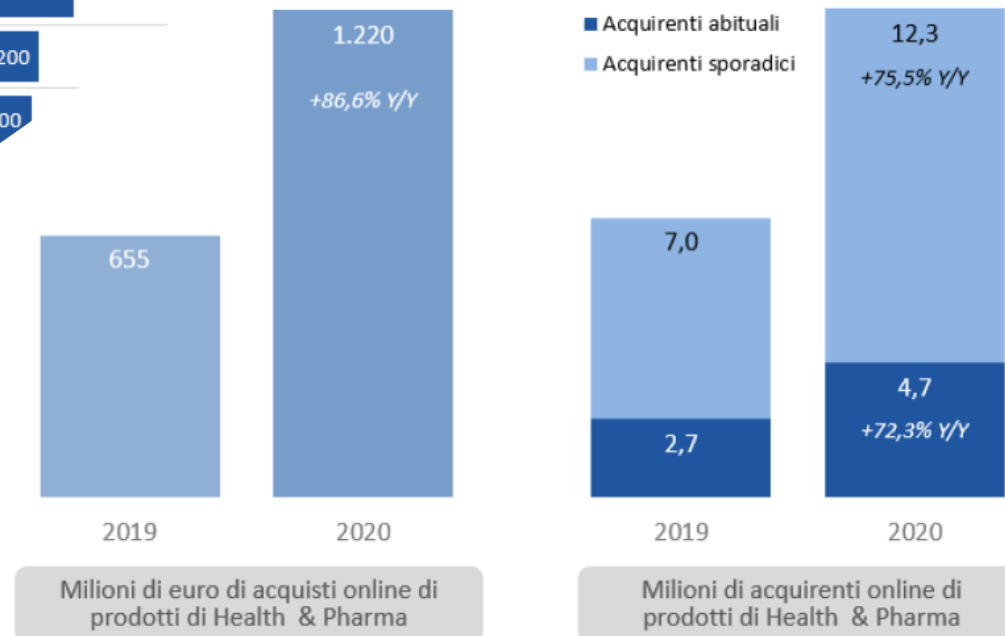 200
00
1.220
+86,6% Y/Y
655
2019
2020
Milioni di euro di acquisti online di
prodotti di Health & Pharma
Acquirenti abituali
Acquirenti sporadici
12,3
+75,5% Y/Y
7,0
4,7
+72,3% Y/Y
2,7
2019
2020
Milioni di acquirenti online di
prodotti di Health & Pharma